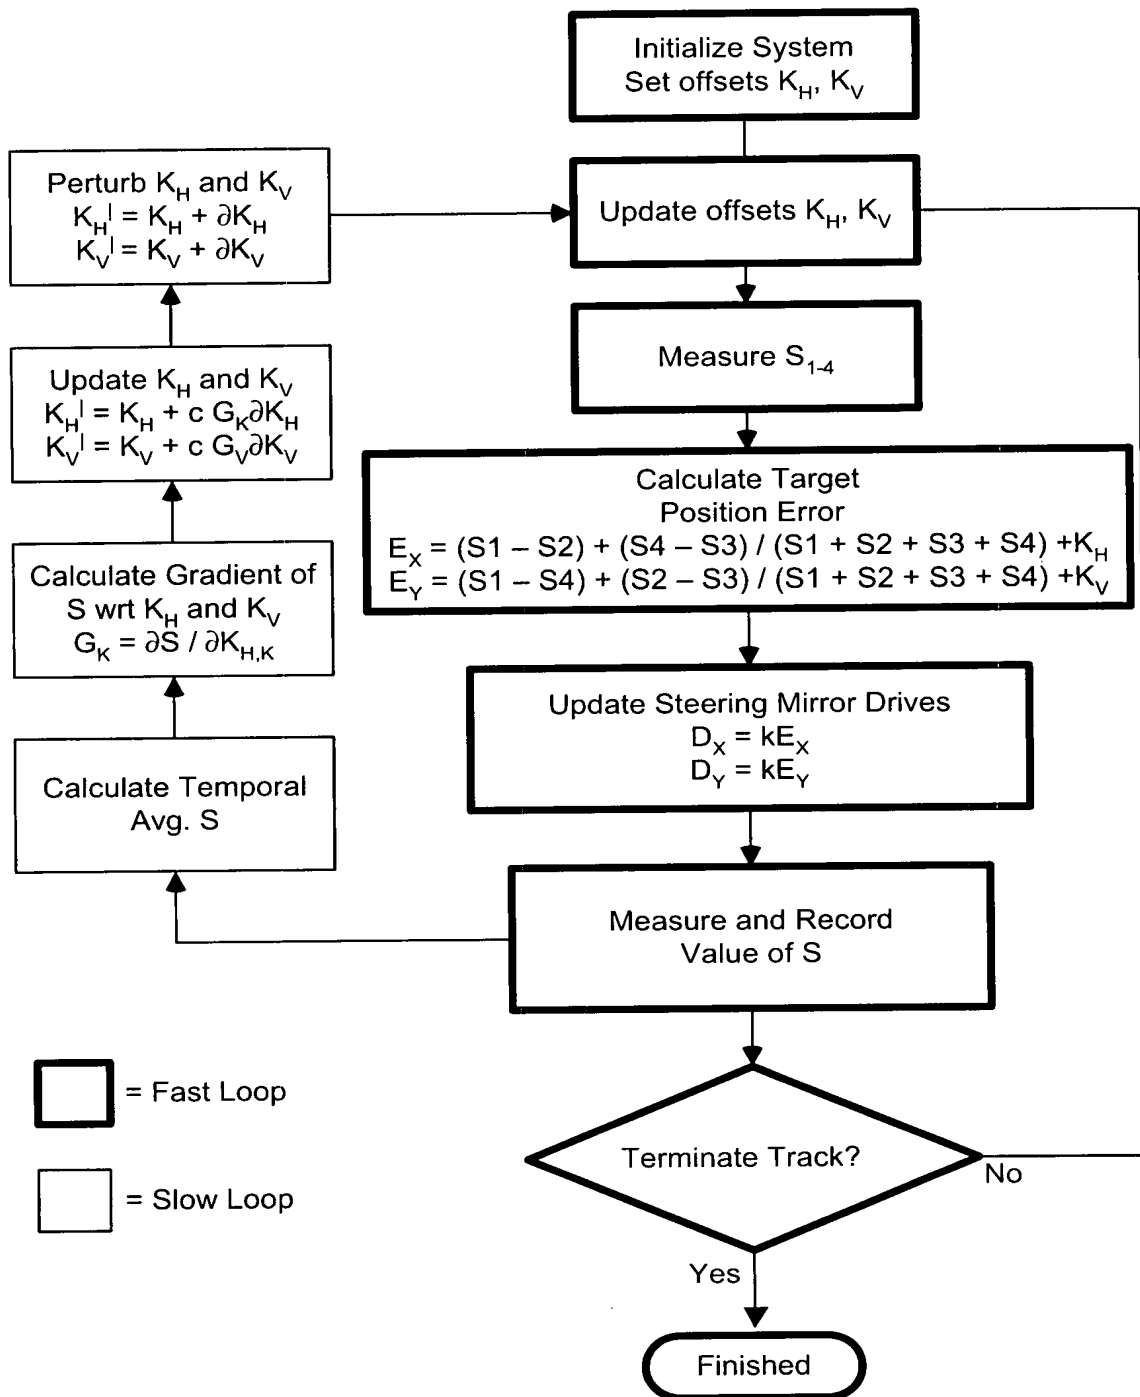 Initialize System
Set offsets K_H, K_V
Perturb K_H and K_V
K_H^| = K_H + ∂K_H
K_V^| = K_V + ∂K_V
Update offsets K_H, K_V
Measure S_1-4
Update K_H and K_V
K_H^| = K_H + c G_K∂K_H
K_V^| = K_V + c G_V∂K_V
Calculate Target
Position Error
E_X = (S1 – S2) + (S4 – S3) / (S1 + S2 + S3 + S4) +K_H
E_Y = (S1 – S4) + (S2 – S3) / (S1 + S2 + S3 + S4) +K_V
Calculate Gradient of
S wrt K_H and K_V
G_K = ∂S / ∂K_H,K
Update Steering Mirror Drives
D_X = kE_X
D_Y = kE_Y
Calculate Temporal
Avg. S
Measure and Record
Value of S
= Fast Loop
Terminate Track?
No
= Slow Loop
Yes
Finished